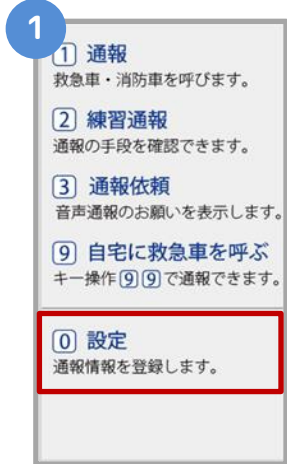 1
1 通報
救急車・消防車を呼びます。
2 練習通報
通報の手段を確認できます。
3 通報依頼
音声通報のお願いを表示します。
9 自宅に救急車を呼ぶ
キー操作99で通報できます。
0 設定
通報情報を登録します。